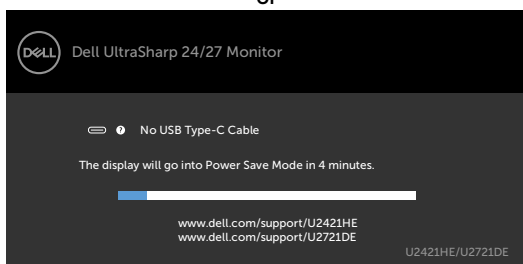 or
DELL
Dell UltraSharp 24/27 Monitor
? No USB Type-C Cable
The display will go into Power Save Mode in 4 minutes.
www.dell.com/support/U2421HE
www.dell.com/support/U2721DE
U2421HE/U2721DE